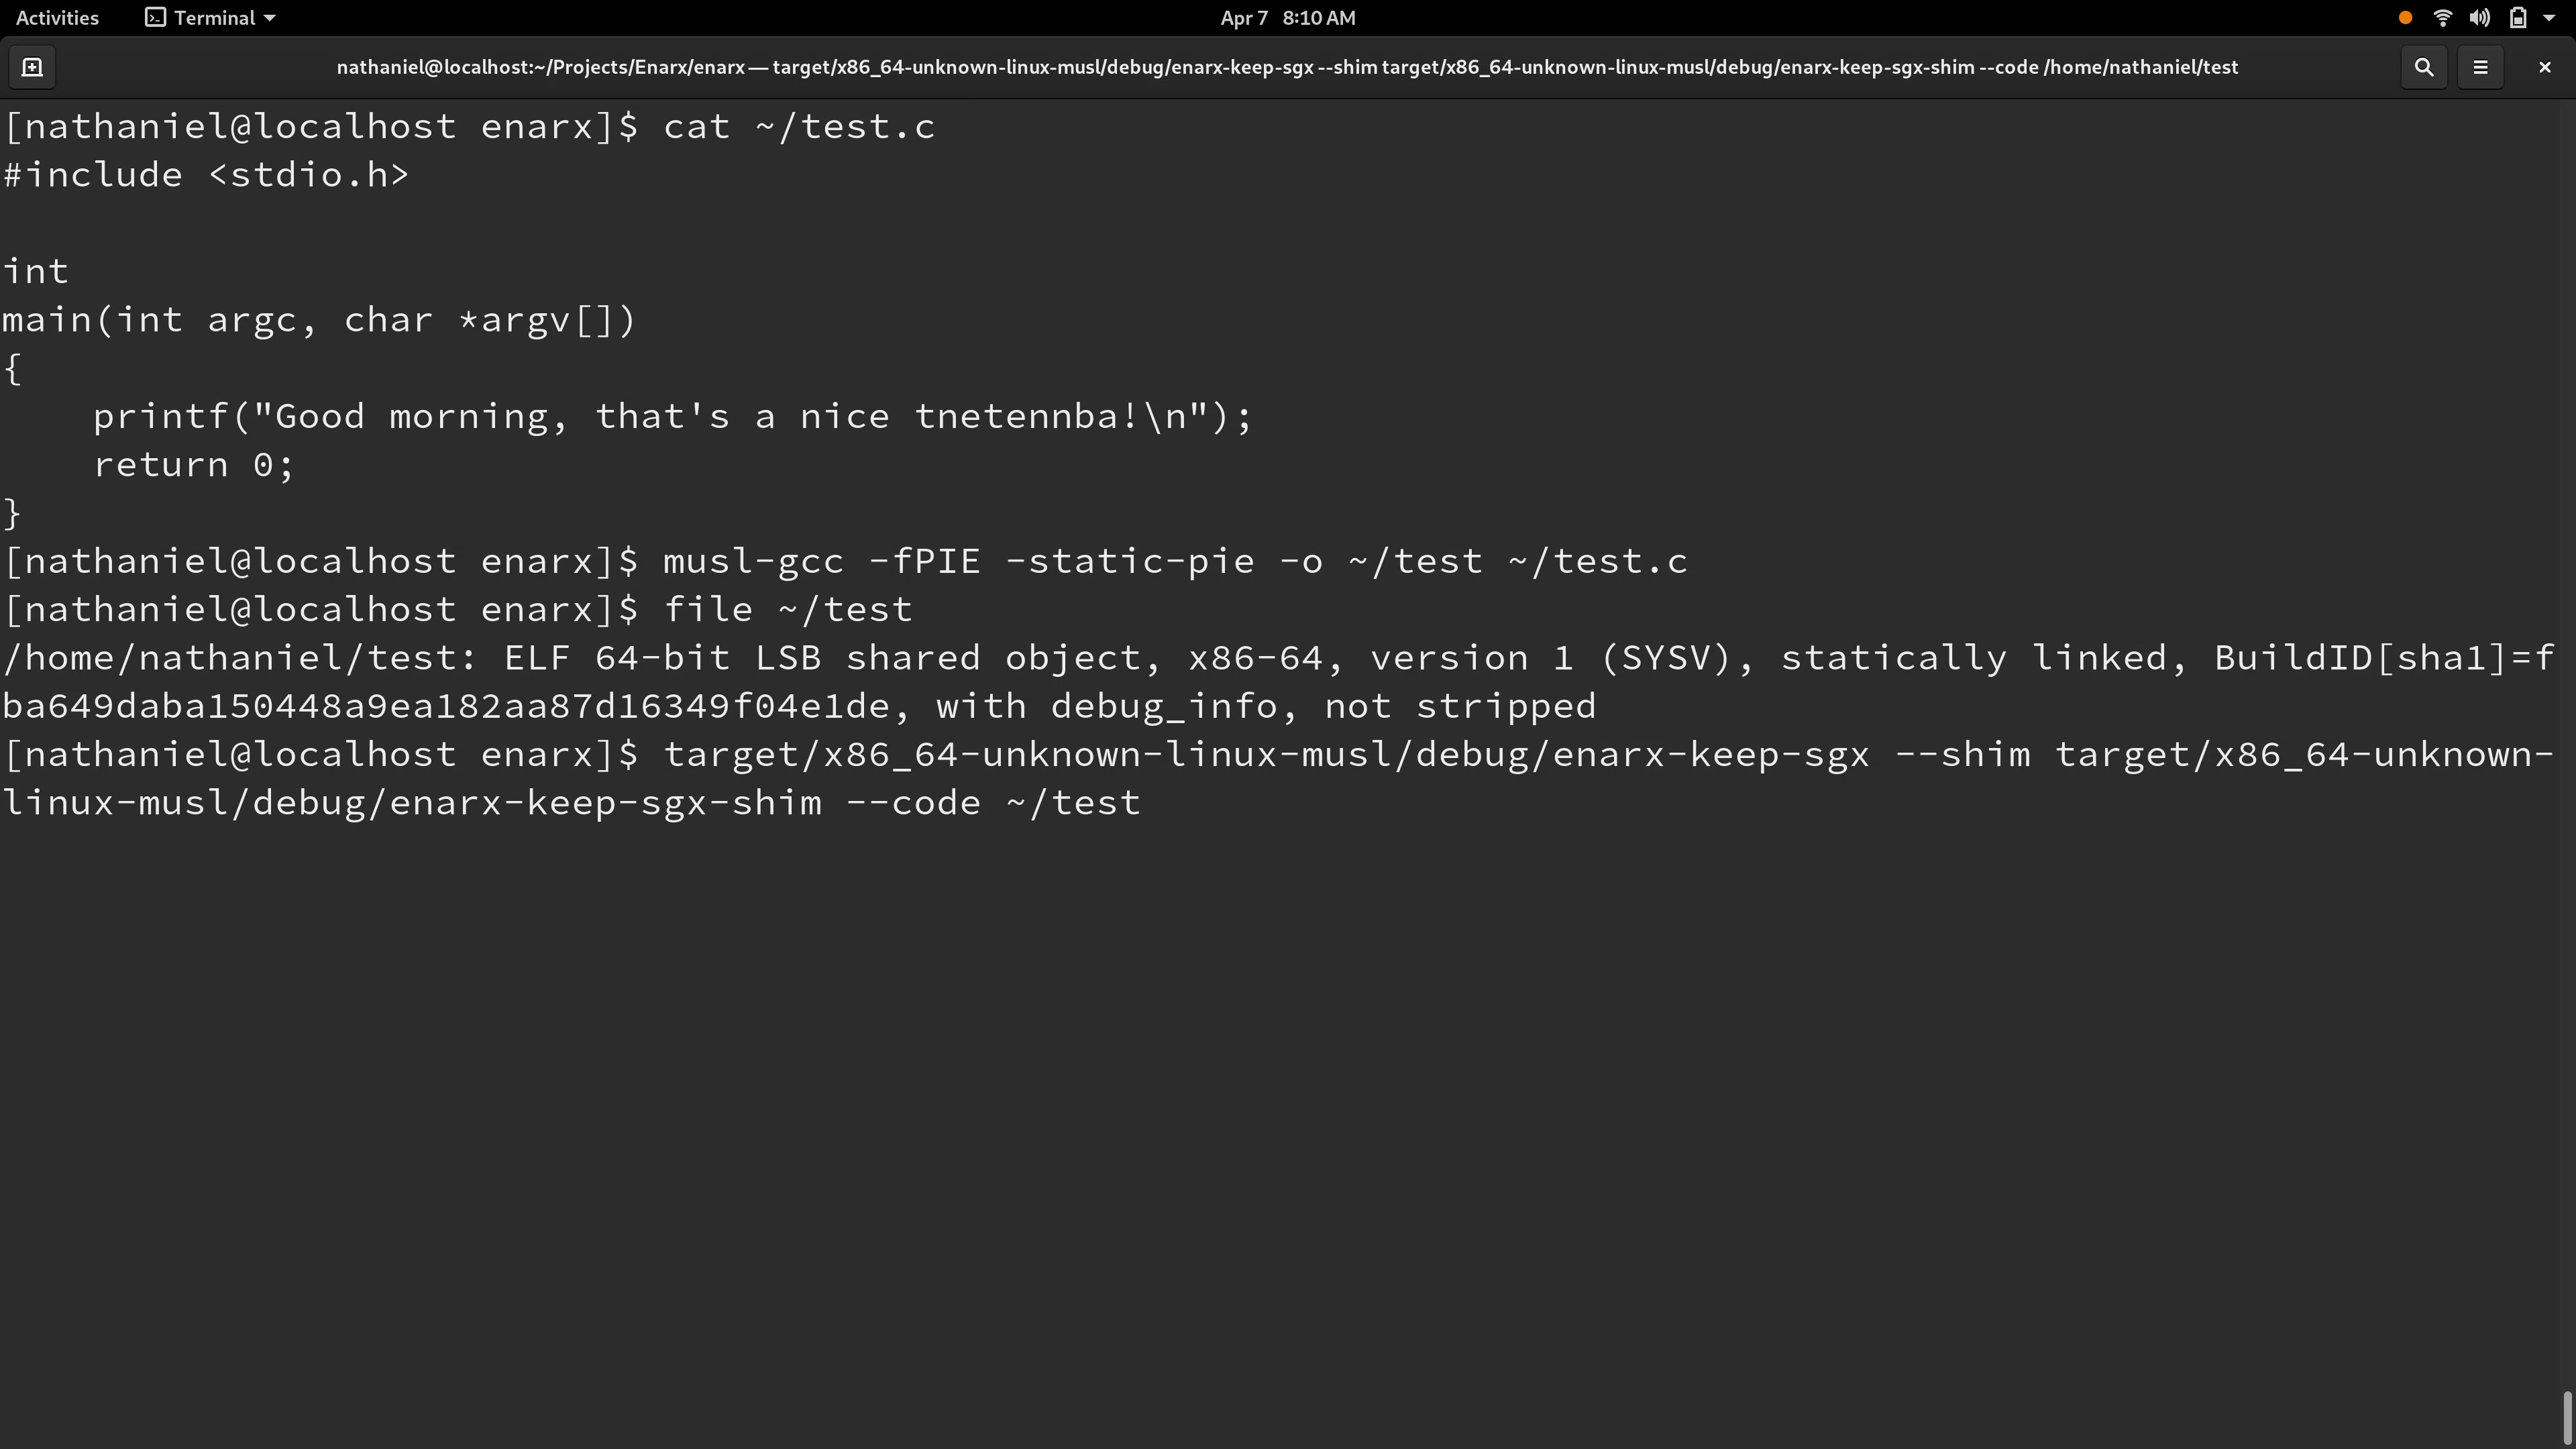 Activities Terminal Apr 7 8:10 AM
nathaniel@localhost:~/Projects/Enarx/enarx — target/x86_64-unknown-linux-musl/debug/enarx-keep-sgx --shim target/x86_64-unknown-linux-musl/debug/enarx-keep-sgx-shim --code /home/nathaniel/test
[nathaniel@localhost enarx]$ cat ~/test.c
#include <stdio.h>

int
main(int argc, char *argv[])
{
    printf("Good morning, that's a nice tnetennba!\n");
    return 0;
}
[nathaniel@localhost enarx]$ musl-gcc -fPIE -static-pie -o ~/test ~/test.c
[nathaniel@localhost enarx]$ file ~/test
/home/nathaniel/test: ELF 64-bit LSB shared object, x86-64, version 1 (SYSV), statically linked, BuildID[sha1]=f
ba649daba150448a9ea182aa87d16349f04e1de, with debug_info, not stripped
[nathaniel@localhost enarx]$ target/x86_64-unknown-linux-musl/debug/enarx-keep-sgx --shim target/x86_64-unknown-
linux-musl/debug/enarx-keep-sgx-shim --code ~/test